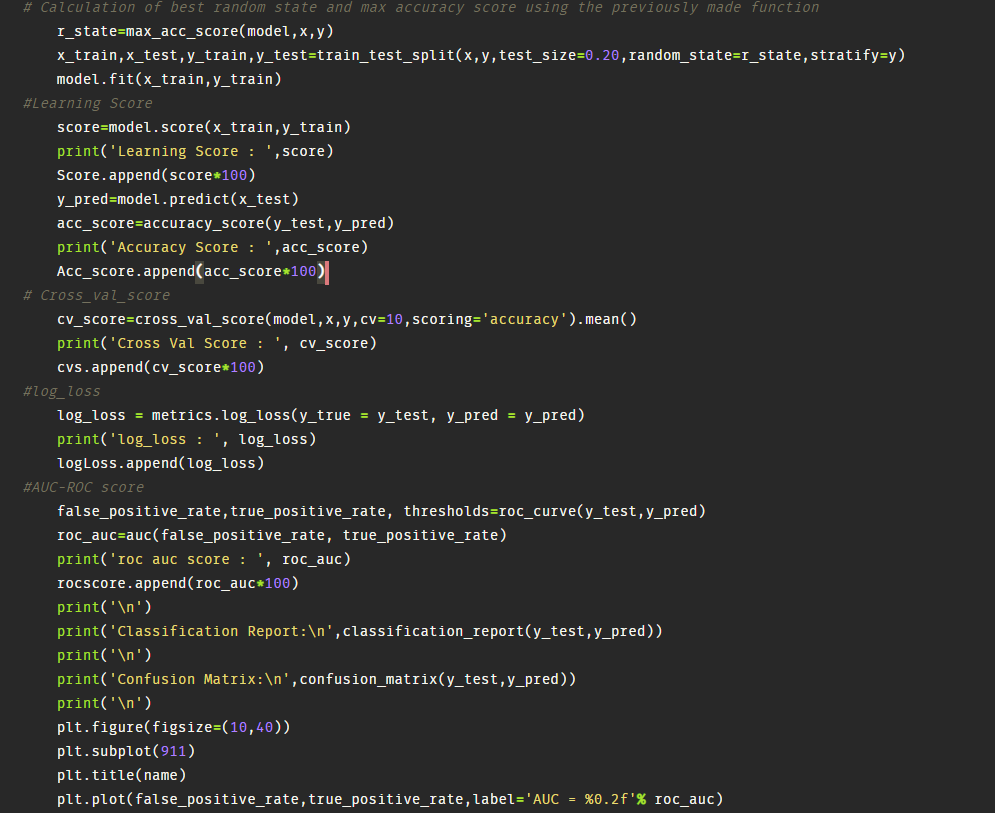 # Calculation of best random state and max accuracy score using the previously made function
r_state=max_acc_score(model,x,y)
x_train,x_test,y_train,y_test=train_test_split(x,y,test_size=0.20,random_state=r_state,stratify=y)
model.fit(x_train,y_train)
#Learning Score
score=model.score(x_train,y_train)
print('Learning Score : ',score)
Score.append(score*100)
y_pred=model.predict(x_test)
acc_score=accuracy_score(y_test,y_pred)
print('Accuracy Score : ',acc_score)
Acc_score.append(acc_score*100)
# Cross_val_score
cv_score=cross_val_score(model,x,y,cv=10,scoring='accuracy').mean()
print('Cross Val Score : ', cv_score)
cvs.append(cv_score*100)
#log_loss
log_loss = metrics.log_loss(y_true = y_test, y_pred = y_pred)
print('log_loss : ', log_loss)
logLoss.append(log_loss)
#AUC-ROC score
false_positive_rate,true_positive_rate, thresholds=roc_curve(y_test,y_pred)
roc_auc=auc(false_positive_rate, true_positive_rate)
print('roc auc score : ', roc_auc)
rocscore.append(roc_auc*100)
print('\n')
print('Classification Report:\n',classification_report(y_test,y_pred))
print('\n')
print('Confusion Matrix:\n',confusion_matrix(y_test,y_pred))
print('\n')
plt.figure(figsize=(10,40))
plt.subplot(911)
plt.title(name)
plt.plot(false_positive_rate,true_positive_rate,label='AUC = %0.2f'% roc_auc)